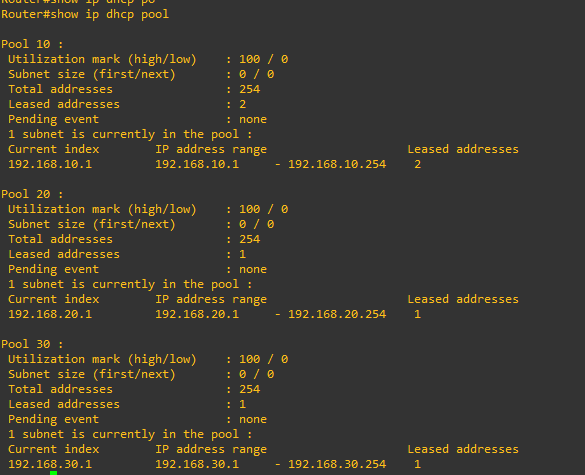 Router#show ip dhcp po
Router#show ip dhcp pool
Pool 10 :
Utilization mark (high/low)    : 100 / 0
Subnet size (first/next)       : 0 / 0
Total addresses                : 254
Leased addresses               : 2
Pending event                  : none
1 subnet is currently in the pool :
Current index        IP address range                    Leased addresses
192.168.10.1         192.168.10.1     - 192.168.10.254    2
Pool 20 :
Utilization mark (high/low)    : 100 / 0
Subnet size (first/next)       : 0 / 0
Total addresses                : 254
Leased addresses               : 1
Pending event                  : none
1 subnet is currently in the pool :
Current index        IP address range                    Leased addresses
192.168.20.1         192.168.20.1     - 192.168.20.254    1
Pool 30 :
Utilization mark (high/low)    : 100 / 0
Subnet size (first/next)       : 0 / 0
Total addresses                : 254
Leased addresses               : 1
Pending event                  : none
1 subnet is currently in the pool :
Current index        IP address range                    Leased addresses
192.168.30.1         192.168.30.1     - 192.168.30.254    1